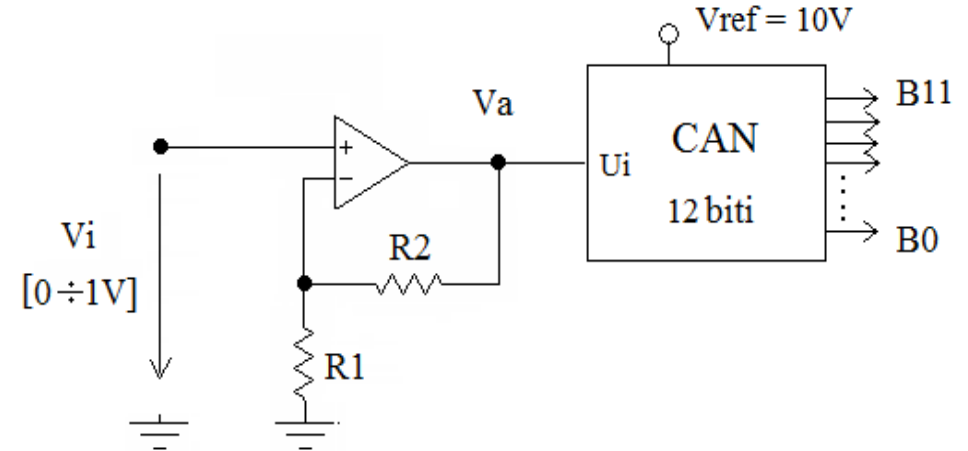 Vref = 10V
Va
B11
CAN
+
−
Ui
12 biti
Vi
R2
B0
[0÷1V]
R1